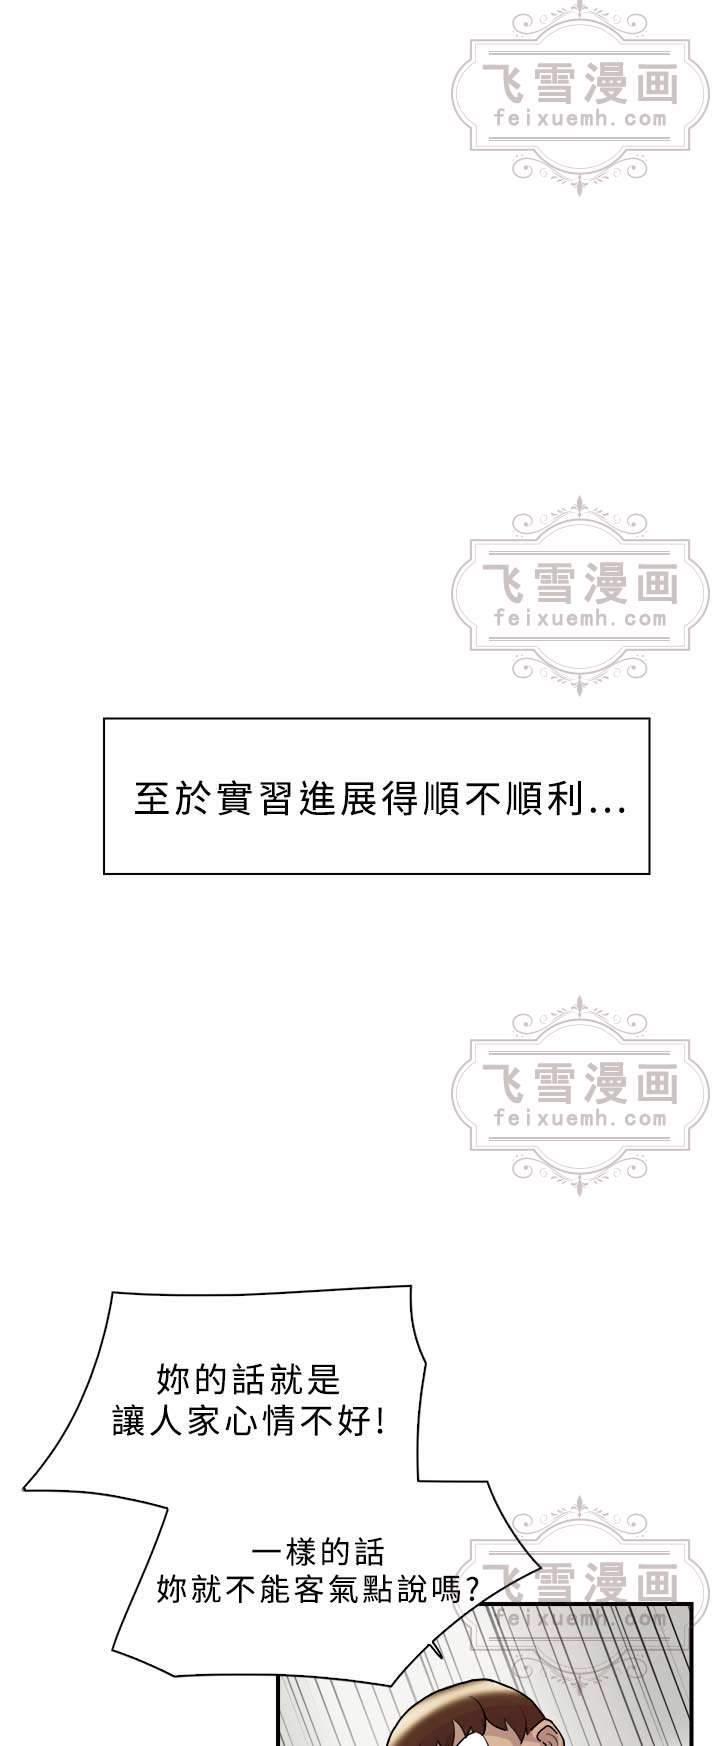 飞雪漫画
feixuemh.com
飞雪漫画
feixuemh.com
至於實習進展得順不順利...
飞雪漫画
feixuemh.com
妳的話就是
讓人家心情不好!
一樣的話
妳就不能客氣點說嗎?
飞雪漫画
feixuemh.com